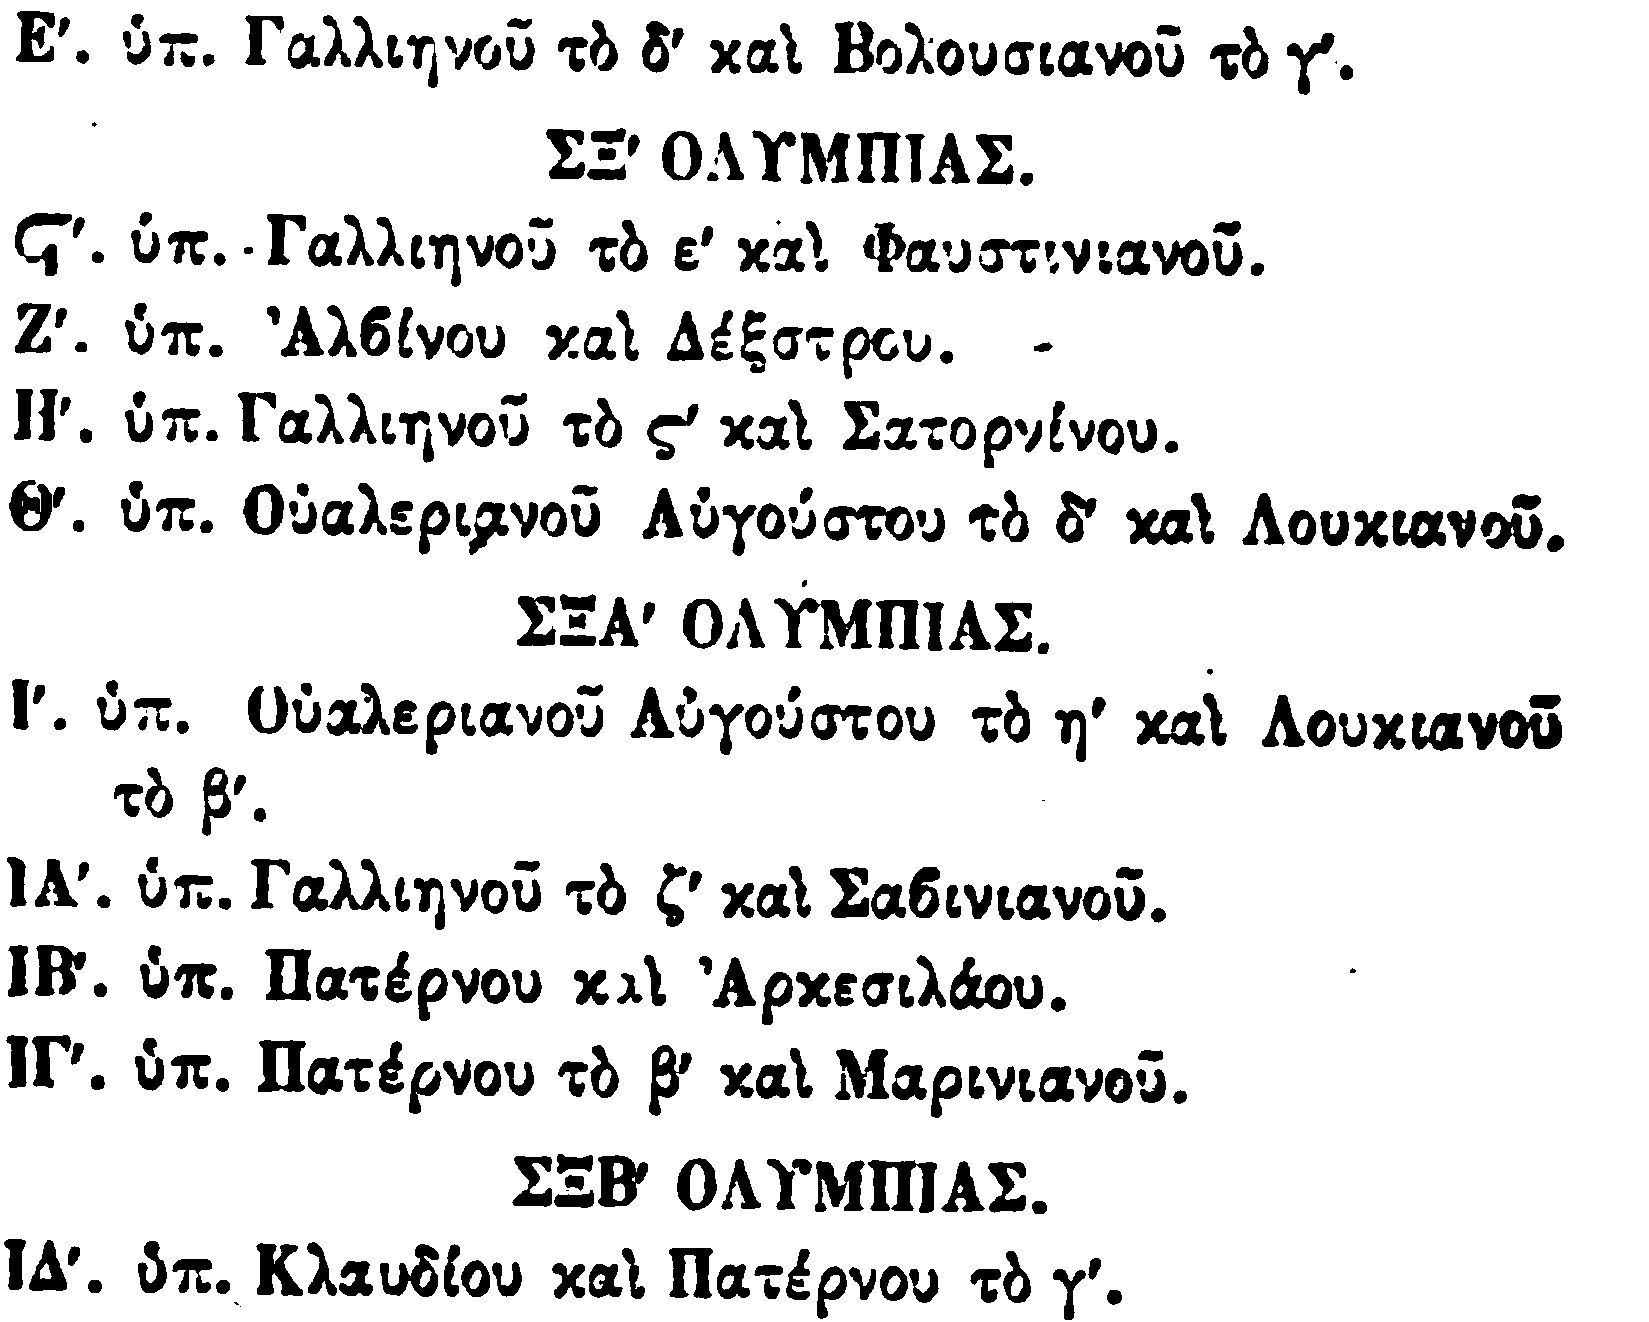 Ε′. ὑπ. Γαλλιηνοῦ τὸ δ′ καὶ Βολουσιανοῦ τὸ γ′.
ΣΞ′ ΟΛΥΜΠΙΑΣ.
Ϛ′. ὑπ. Γαλλιηνοῦ τὸ ε′ καὶ Φαυστινιανοῦ.
Ζ′. ὑπ. Ἀλϐίνου καὶ Δέξστρου.
Η′. ὑπ. Γαλλιηνοῦ τὸ ϛ′ καὶ Σατορνίνου.
Θ′. ὑπ. Οὐαλεριανοῦ Αὐγούστου τὸ δ′ καὶ Λουκιανοῦ.
ΣΞΑ′ ΟΛΥΜΠΙΑΣ.
Ι′. ὑπ. Οὐαλεριανοῦ Αὐγούστου τὸ η′ καὶ Λουκιανοῦ
τὸ β′.
ΙΑ′. ὑπ. Γαλλιηνοῦ τὸ ζ′ καὶ Σαϐινιανοῦ.
ΙΒ′. ὑπ. Πατέρνου καὶ Ἀρκεσιλάου.
ΙΓ′. ὑπ. Πατέρνου τὸ β′ καὶ Μαρινιανοῦ.
ΣΞΒ′ ΟΛΥΜΠΙΑΣ.
ΙΔ′. ὑπ. Κλαυδίου καὶ Πατέρνου τὸ γ′.